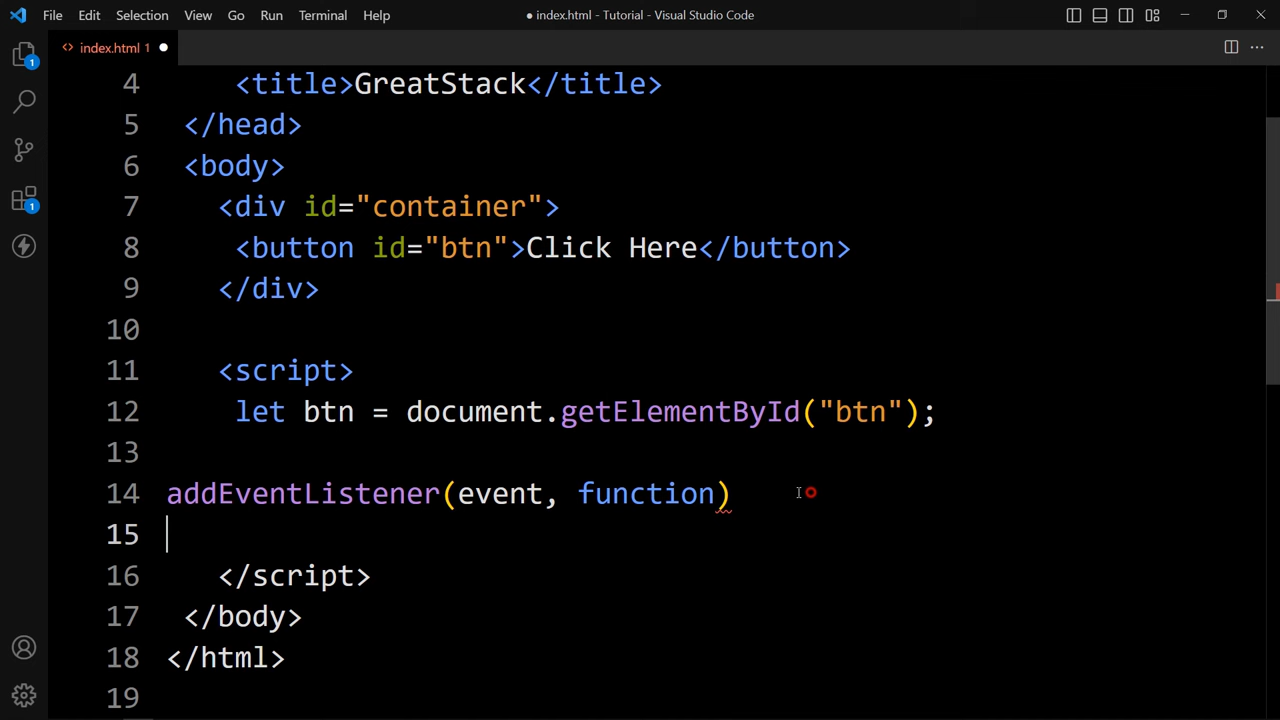 File Edit Selection View Go Run Terminal Help ● index.html - Tutorial - Visual Studio Code
<> index.html 1 ●
4 <title>GreatStack</title>
5 </head>
6 <body>
7 <div id="container">
8 <button id="btn">Click Here</button>
9 </div>
10
11 <script>
12 let btn = document.getElementById("btn");
13
14 addEventListener(event, function)
15
16 </script>
17 </body>
18 </html>
19
1
1